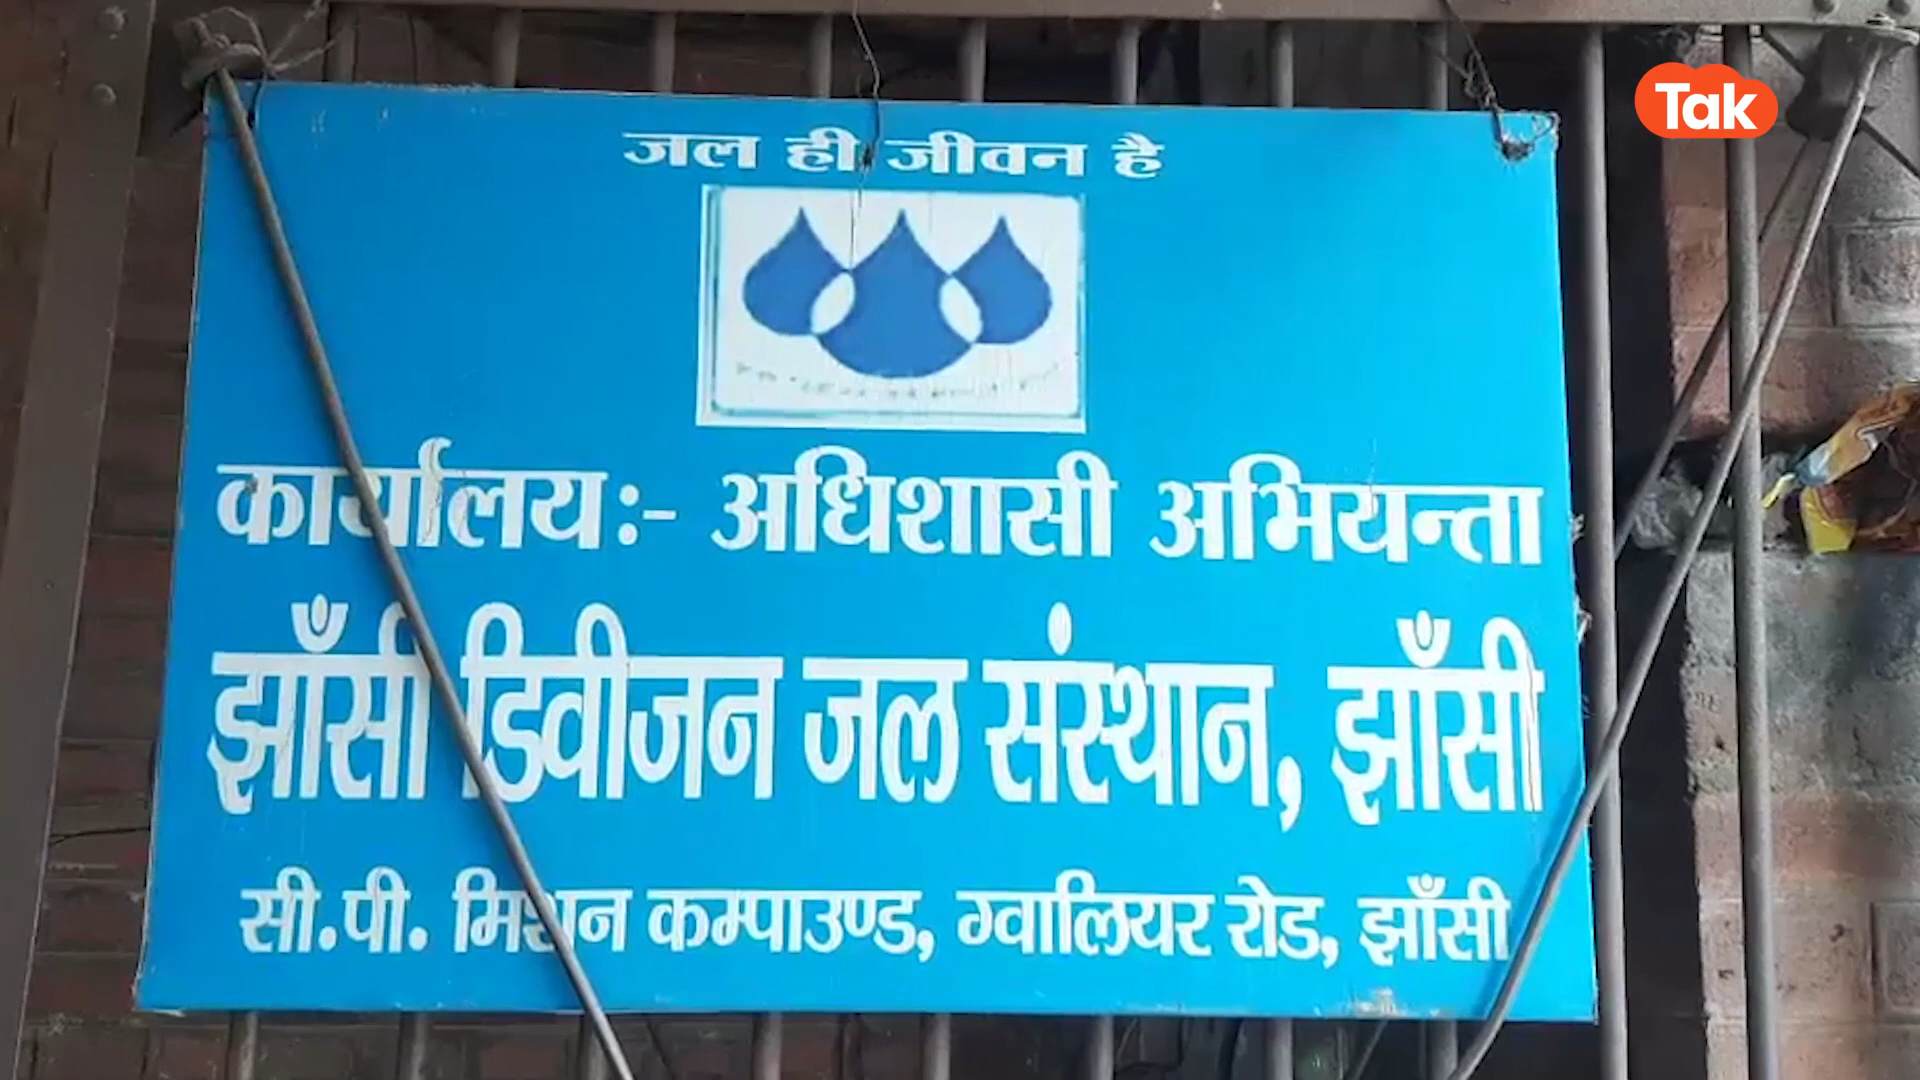 Tak
जल ही जीवन है
कार्यालय:- अधिशासी अभियन्ता
झाँसी डिवीजन जल संस्थान, झाँसी
सी.पी. मिशन कम्पाउण्ड, ग्वालियर रोड, झाँसी